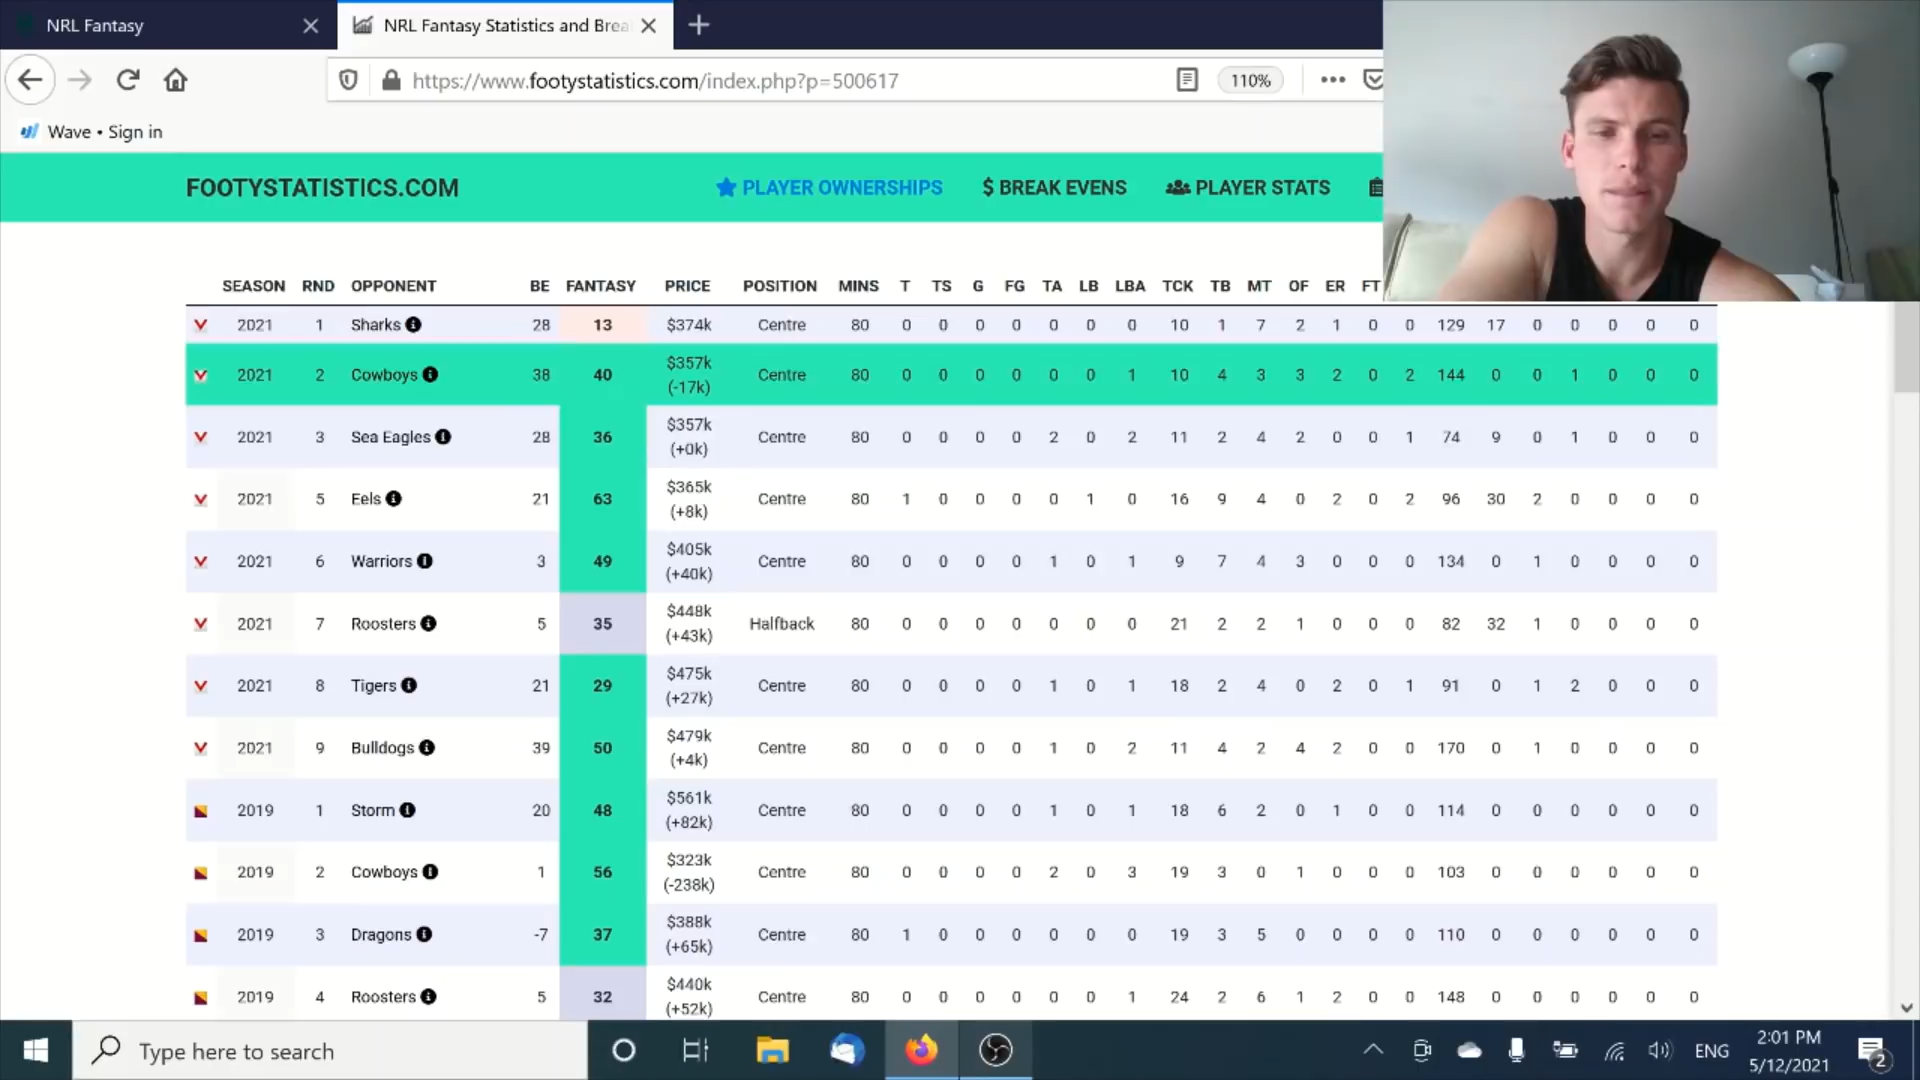 NRL Fantasy
NRL Fantasy Statistics and Brea
https://www.footystatistics.com/index.php?p=500617
110%
Wave • Sign in
FOOTYSTATISTICS.COM
PLAYER OWNERSHIPS
$ BREAK EVENS
PLAYER STATS
SEASON RND OPPONENT BE FANTASY PRICE POSITION MINS T TS G FG TA LB LBA TCK TB MT OF ER FT
2021 1 Sharks 28 13 $374k Centre 80 0 0 0 0 0 0 0 10 1 7 2 1 0 0 129 17 0 0 0 0 0
2021 2 Cowboys 38 40 $357k (-17k) Centre 80 0 0 0 0 0 0 1 10 4 3 3 2 0 2 144 0 0 1 0 0 0
2021 3 Sea Eagles 28 36 $357k (+0k) Centre 80 0 0 0 0 2 0 2 11 2 4 2 0 0 1 74 9 0 1 0 0 0
2021 5 Eels 21 63 $365k (+8k) Centre 80 1 0 0 0 0 1 0 16 9 4 0 2 0 2 96 30 2 0 0 0 0
2021 6 Warriors 3 49 $405k (+40k) Centre 80 0 0 0 0 1 0 1 9 7 4 3 0 0 0 134 0 1 0 0 0 0
2021 7 Roosters 5 35 $448k (+43k) Halfback 80 0 0 0 0 0 0 0 21 2 2 1 0 0 0 82 32 1 0 0 0 0
2021 8 Tigers 21 29 $475k (+27k) Centre 80 0 0 0 0 1 0 1 18 2 4 0 2 0 1 91 0 1 2 0 0 0
2021 9 Bulldogs 39 50 $479k (+4k) Centre 80 0 0 0 0 1 0 2 11 4 2 4 2 0 0 170 0 1 0 0 0 0
2019 1 Storm 20 48 $561k (+82k) Centre 80 0 0 0 0 1 0 1 18 6 2 0 1 0 0 114 0 0 0 0 0 0
2019 2 Cowboys 1 56 $323k (-238k) Centre 80 0 0 0 0 2 0 3 19 3 0 1 0 0 0 103 0 0 0 0 0 0
2019 3 Dragons -7 37 $388k (+65k) Centre 80 1 0 0 0 0 0 0 19 3 5 0 0 0 0 110 0 0 0 0 0 0
2019 4 Roosters 5 32 $440k (+52k) Centre 80 0 0 0 0 0 0 1 24 2 6 1 2 0 0 148 0 0 0 0 0 0
Type here to search
ENG
2:01 PM
5/12/2021
2